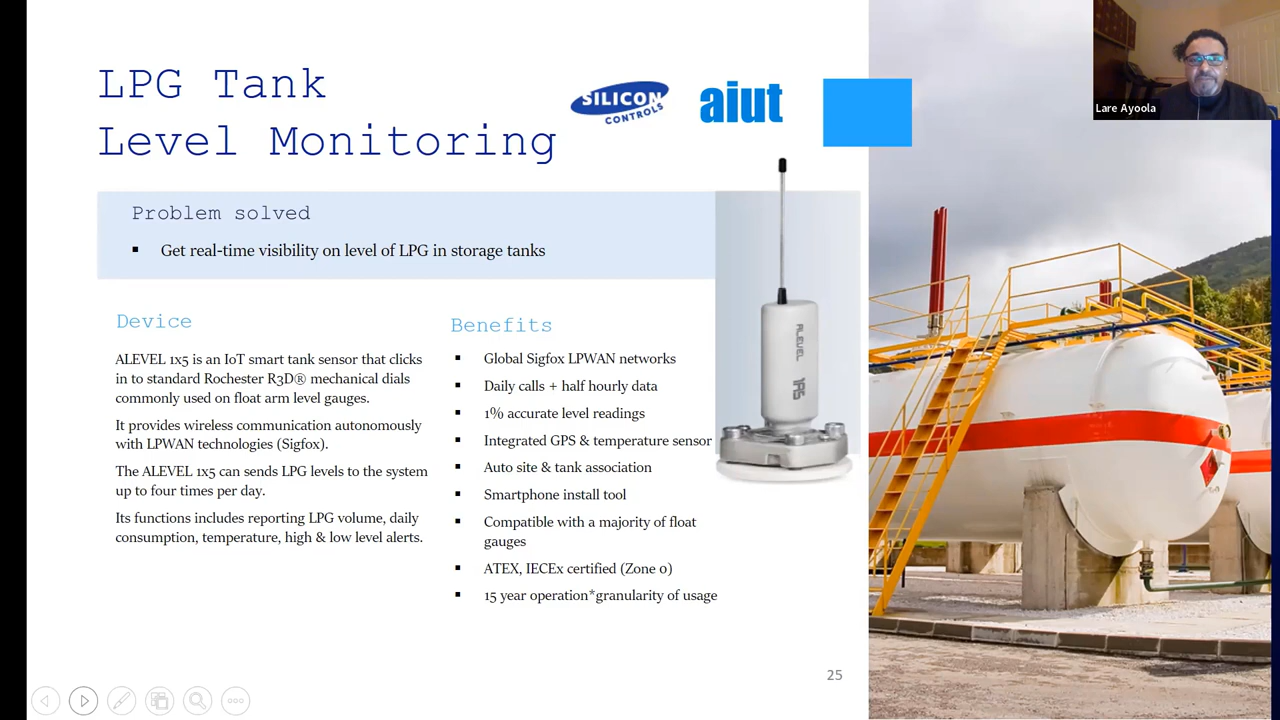 LPG Tank
Level Monitoring
SILICON
CONTROLS
aiut
Lare Ayoola
Problem solved
▪ Get real-time visibility on level of LPG in storage tanks
Device
ALEVEL 1x5 is an IoT smart tank sensor that clicks
in to standard Rochester R3D® mechanical dials
commonly used on float arm level gauges.
It provides wireless communication autonomously
with LPWAN technologies (Sigfox).
The ALEVEL 1x5 can sends LPG levels to the system
up to four times per day.
Its functions includes reporting LPG volume, daily
consumption, temperature, high & low level alerts.
Benefits
▪ Global Sigfox LPWAN networks
▪ Daily calls + half hourly data
▪ 1% accurate level readings
▪ Integrated GPS & temperature sensor
▪ Auto site & tank association
▪ Smartphone install tool
▪ Compatible with a majority of float
gauges
▪ ATEX, IECEx certified (Zone 0)
▪ 15 year operation*granularity of usage
ALEVEL
25